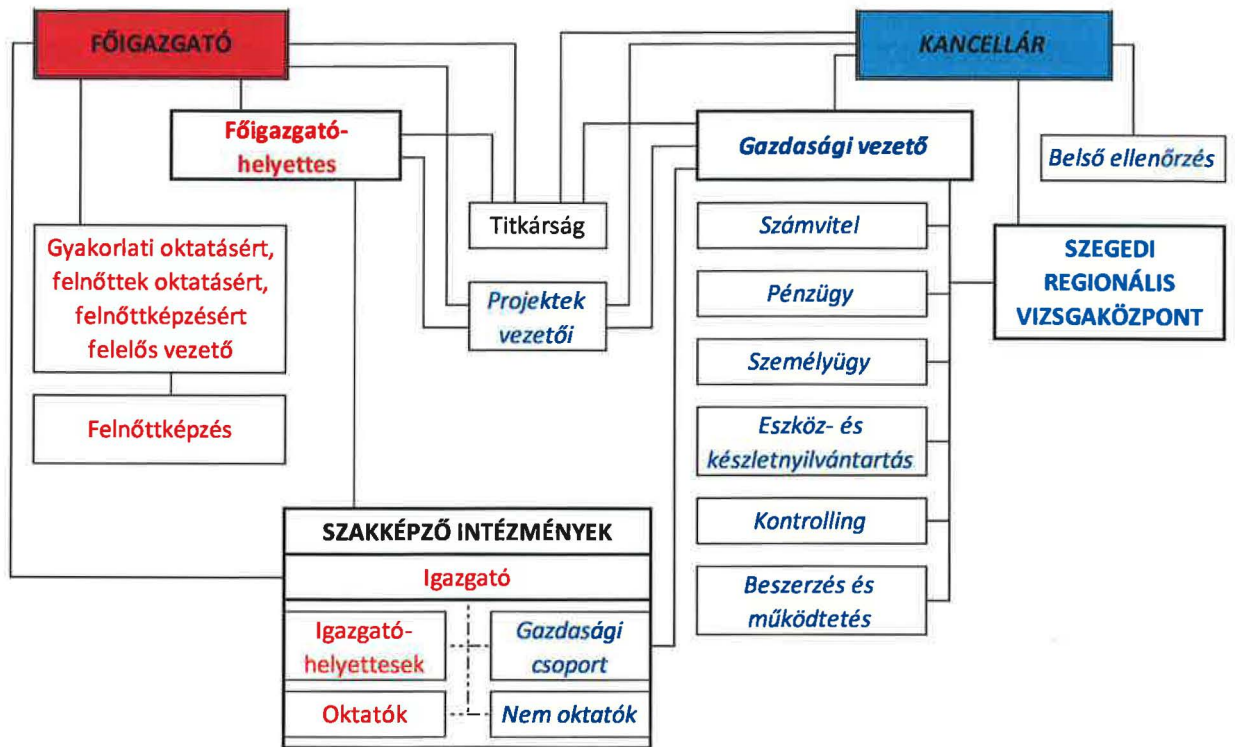 FŐIGAZGATÓ
KANCELLÁR
Főigazgató-
helyettes
Gazdasági vezető
Belső ellenőrzés
Titkárság
Számvitel
Gyakorlati oktatásért,
felnőttek oktatásért,
felnőttképzésért
felelős vezető
SZEGEDI
REGIONÁLIS
VIZSGAKÖZPONT
Projektek
vezetői
Pénzügy
Személyügy
Felnőttképzés
Eszköz- és
készletnyilvántartás
Kontrolling
SZAKKÉPZŐ INTÉZMÉNYEK
Igazgató
Beszerzés és
működtetés
Igazgató-
helyettesek
Gazdasági
csoport
Oktatók
Nem oktatók